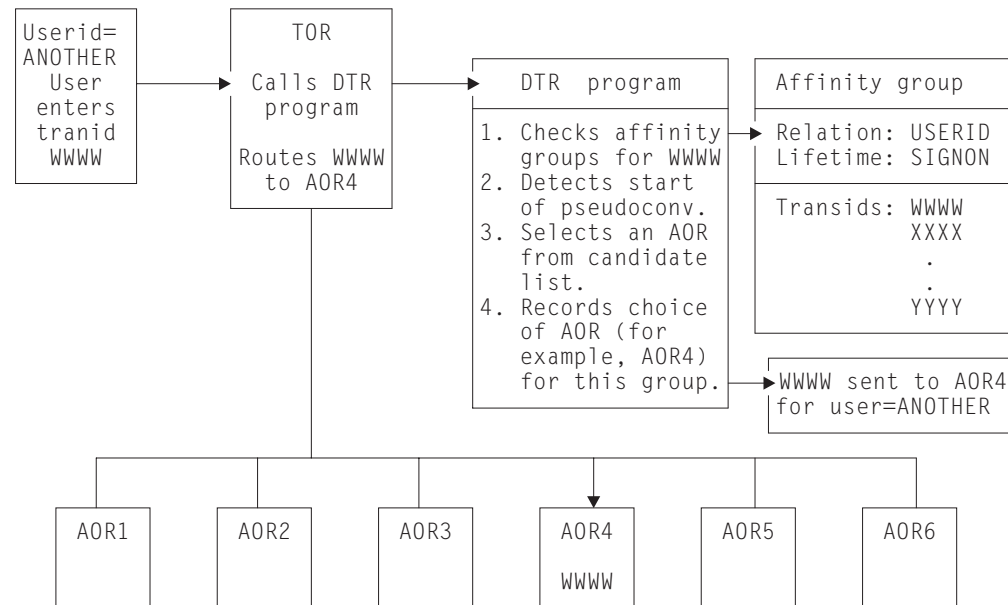 Userid=
ANOTHER
User
enters
tranid
WWWW
TOR
Calls DTR
program
Routes WWWW
to AOR4
DTR program
1. Checks affinity
groups for WWWW
2. Detects start
of pseudoconv.
3. Selects an AOR
from candidate
list.
4. Records choice
of AOR (for
example, AOR4)
for this group.
Affinity group
Relation: USERID
Lifetime: SIGNON
Transids: WWWW
XXXX
.
.
YYYY
WWWW sent to AOR4
for user=ANOTHER
AOR1
AOR2
AOR3
AOR4
WWWW
AOR5
AOR6